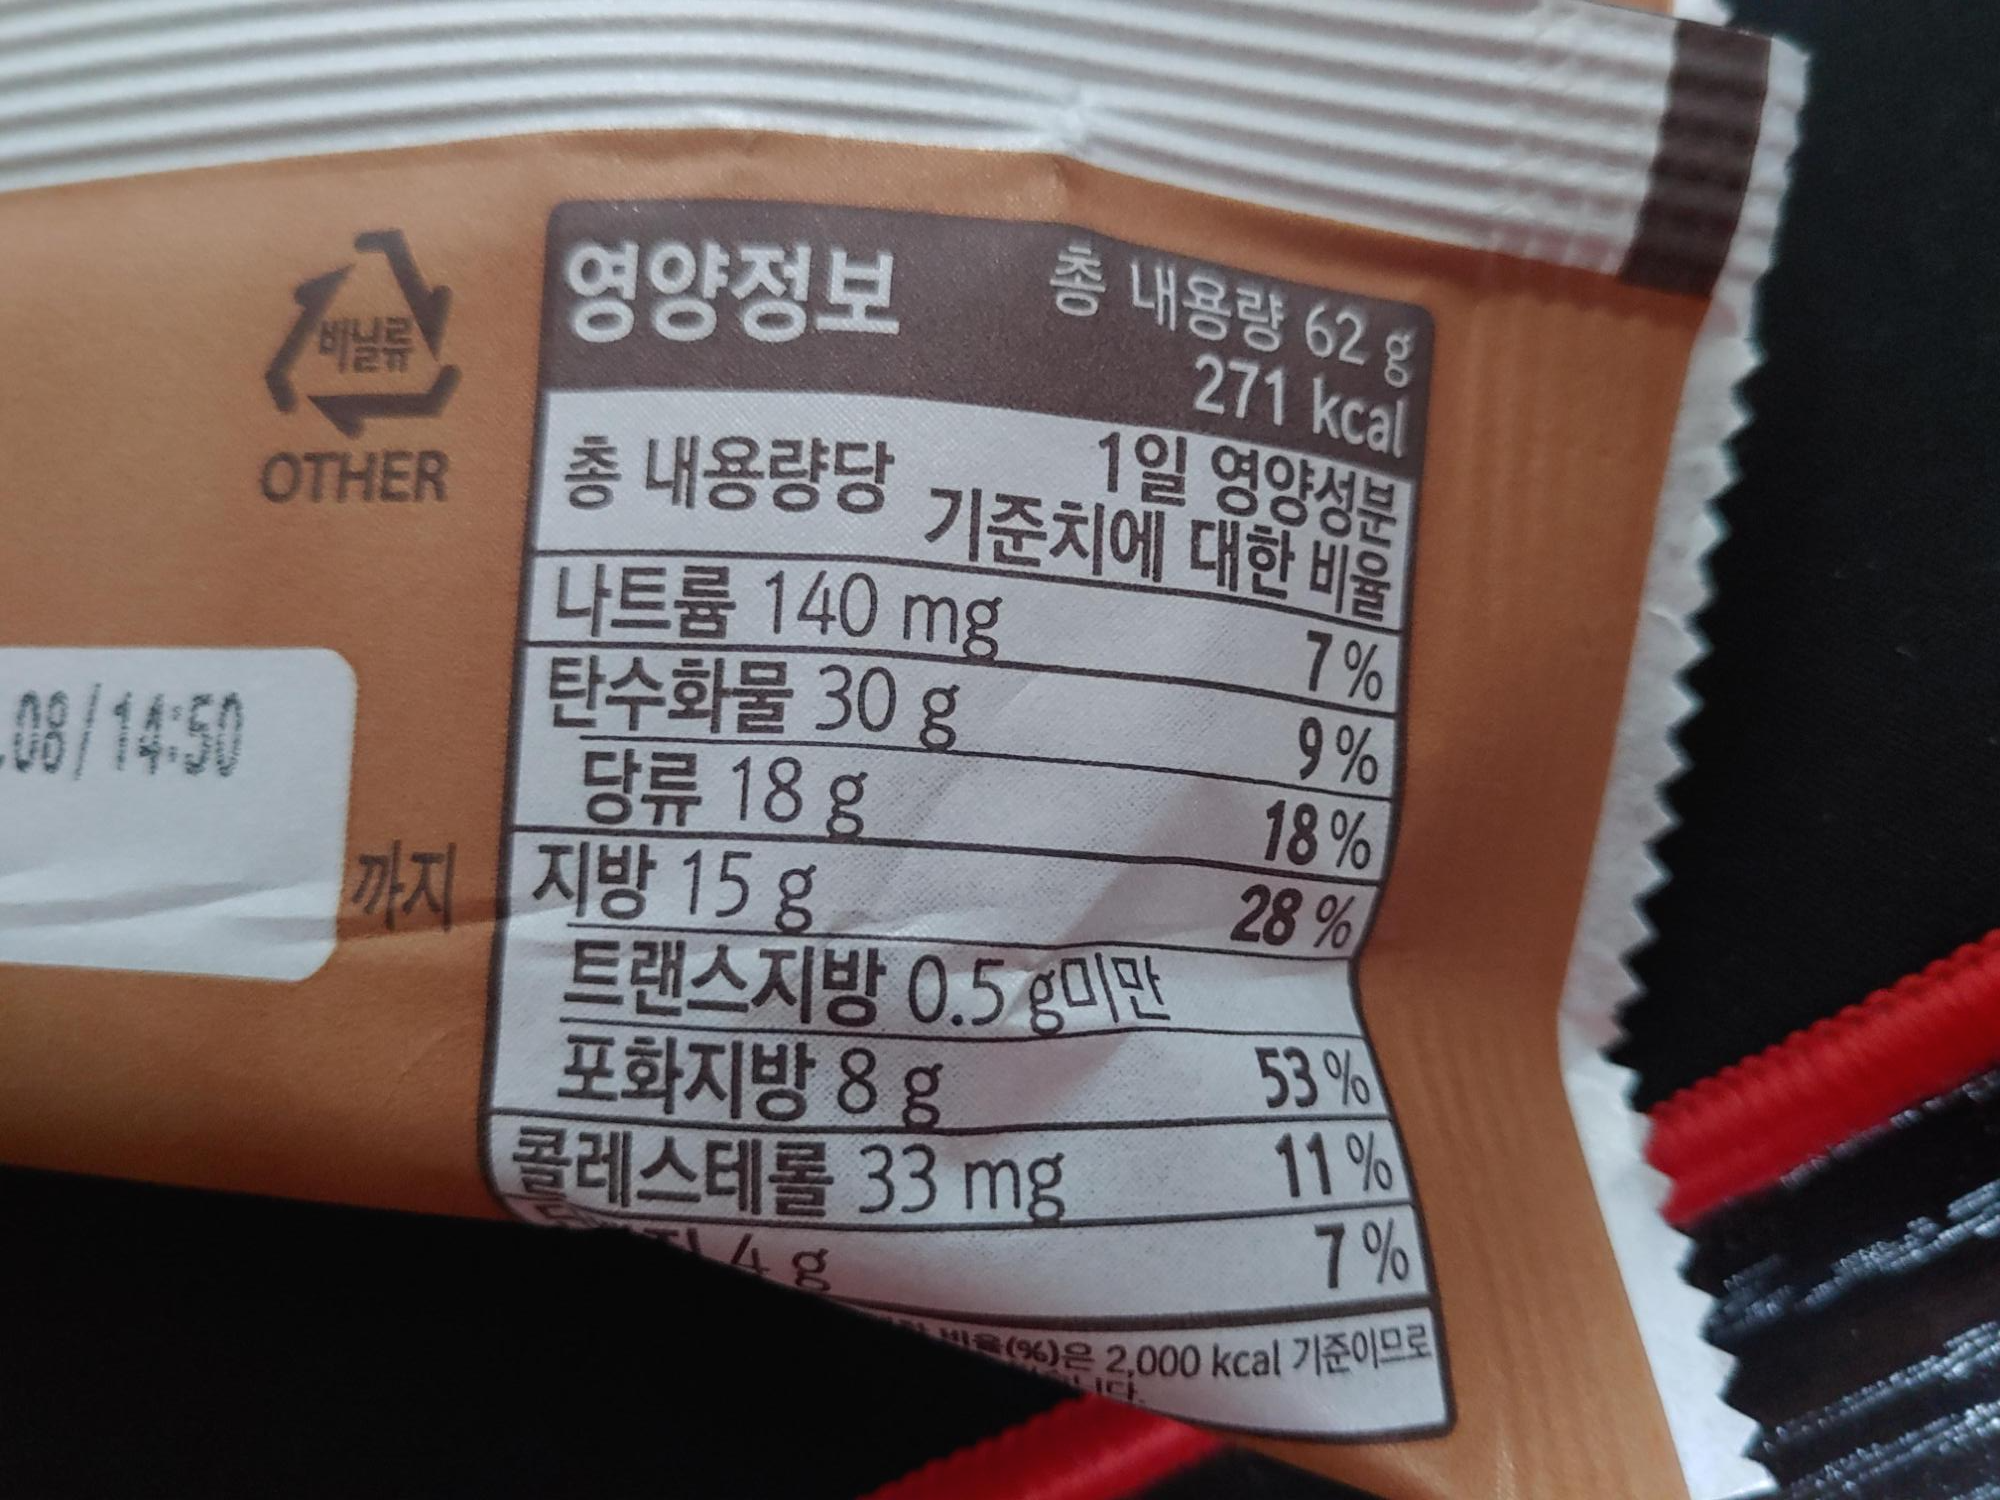 비닐류
OTHER
.08/14:50
까지
영양정보
총 내용량 62 g
271 kcal
총 내용량당
1일 영양성분
기준치에 대한 비율
나트륨 140 mg 7 %
탄수화물 30 g 9 %
당류 18 g 18 %
지방 15 g 28 %
트랜스지방 0.5 g미만
포화지방 8 g 53 %
콜레스테롤 33 mg 11 %
4 g 7 %
비율(%)은 2,000 kcal 기준이므로